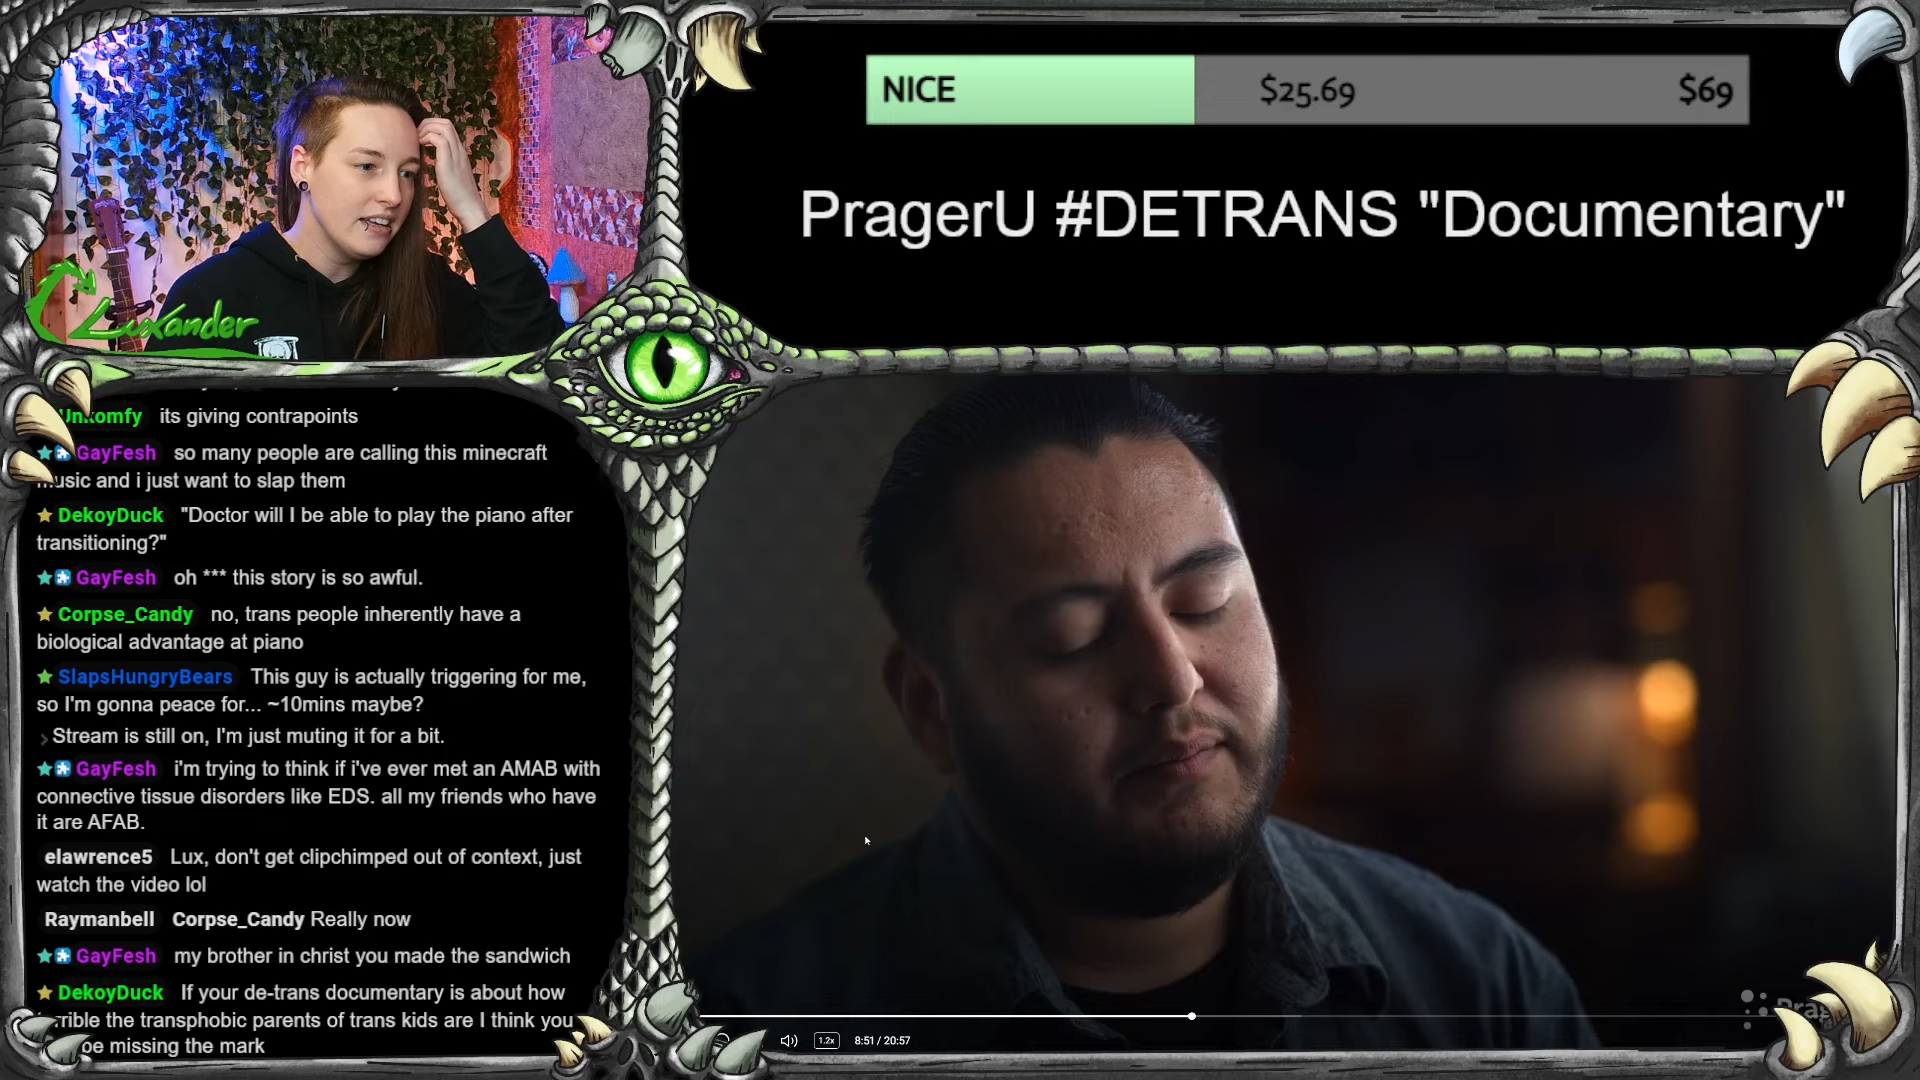 NICE $25.69 $69
PragerU #DETRANS "Documentary"
Luxander
Unkomfy its giving contrapoints
GayFesh so many people are calling this minecraft
music and i just want to slap them
DekoyDuck "Doctor will I be able to play the piano after
transitioning?"
GayFesh oh *** this story is so awful.
Corpse_Candy no, trans people inherently have a
biological advantage at piano
SlapsHungryBears This guy is actually triggering for me,
so I'm gonna peace for... ~10mins maybe?
Stream is still on, I'm just muting it for a bit.
GayFesh i'm trying to think if i've ever met an AMAB with
connective tissue disorders like EDS. all my friends who have
it are AFAB.
elawrence5 Lux, don't get clipchimped out of context, just
watch the video lol
Raymanbell Corpse_Candy Really now
GayFesh my brother in christ you made the sandwich
DekoyDuck If your de-trans documentary is about how
the transphobic parents of trans kids are I think you
be missing the mark
1.2x 8:51 / 20:57